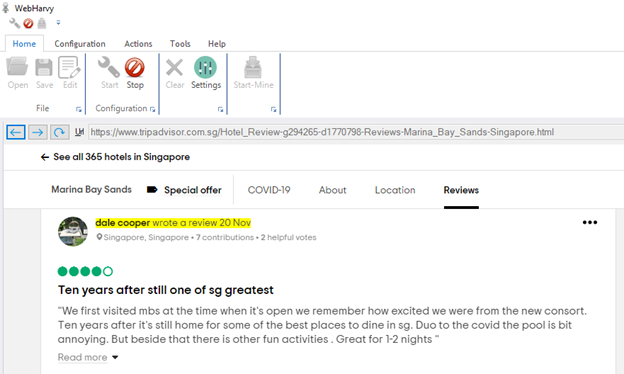 WebHarvy
Home Configuration Actions Tools Help
Open Save Edit Start Stop Clear Settings Start-Mine
File Configuration
Url https://www.tripadvisor.com.sg/Hotel_Review-g294265-d1770798-Reviews-Marina_Bay_Sands-Singapore.html
See all 365 hotels in Singapore
Marina Bay Sands Special offer COVID-19 About Location Reviews
dale cooper wrote a review 20 Nov
Singapore, Singapore • 7 contributions • 2 helpful votes
Ten years after still one of sg greatest
"We first visited mbs at the time when it's open we remember how excited we were from the new consort.
Ten years after it's still home for some of the best places to dine in sg. Duo to the covid the pool is bit
annoying. But beside that there is other fun activities . Great for 1-2 nights "
Read more